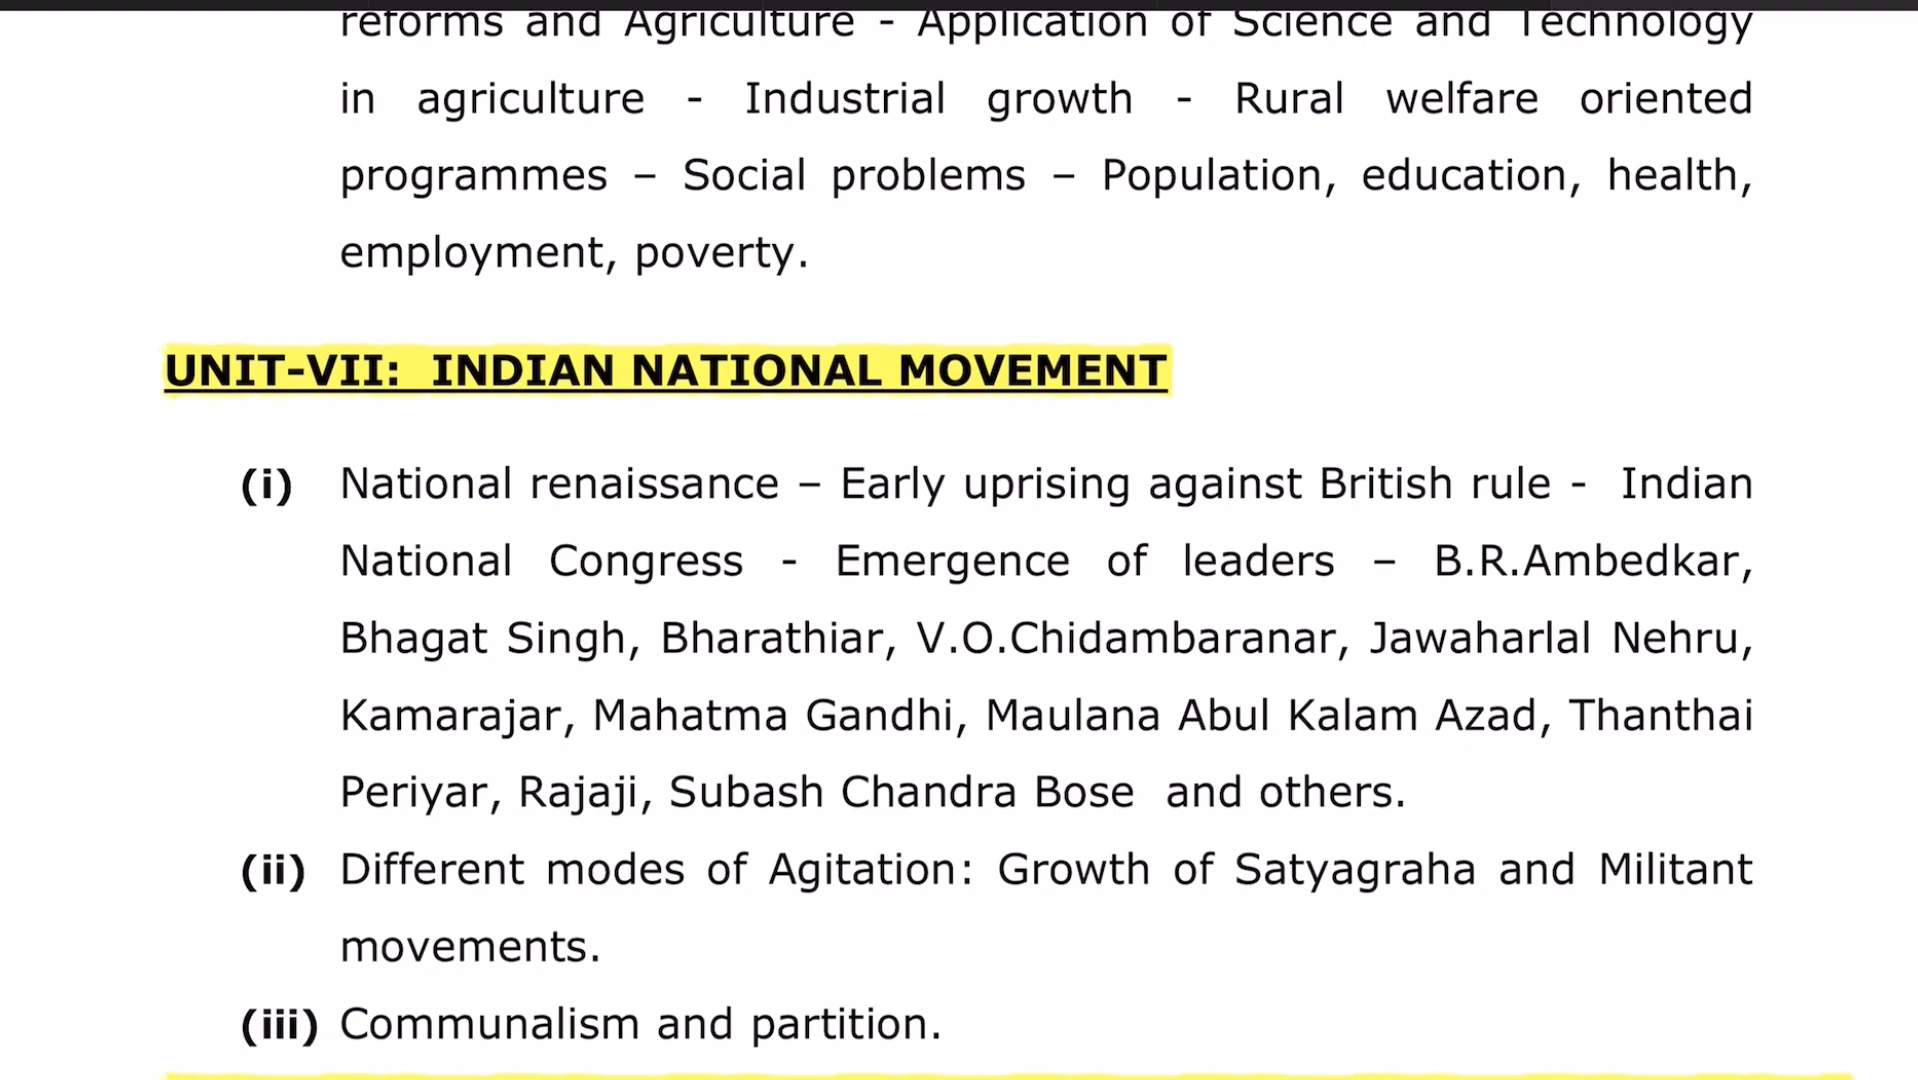 reforms and Agriculture - Application of Science and Technology
in agriculture - Industrial growth - Rural welfare oriented
programmes – Social problems – Population, education, health,
employment, poverty.
UNIT-VII: INDIAN NATIONAL MOVEMENT
(i) National renaissance – Early uprising against British rule - Indian
National Congress - Emergence of leaders – B.R.Ambedkar,
Bhagat Singh, Bharathiar, V.O.Chidambaranar, Jawaharlal Nehru,
Kamarajar, Mahatma Gandhi, Maulana Abul Kalam Azad, Thanthai
Periyar, Rajaji, Subash Chandra Bose and others.
(ii) Different modes of Agitation: Growth of Satyagraha and Militant
movements.
(iii) Communalism and partition.